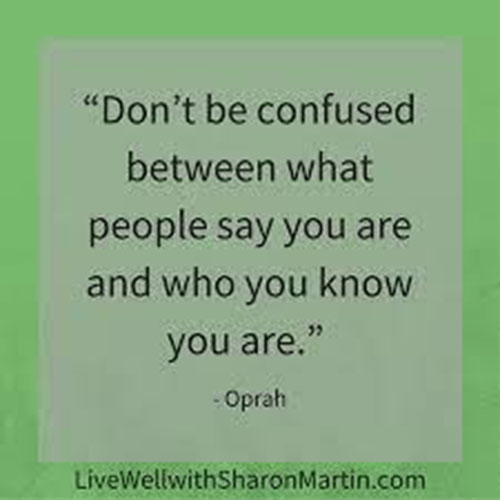 “Don’t be confused
between what
people say you are
and who you know
you are.”
- Oprah
LiveWellwithSharonMartin.com